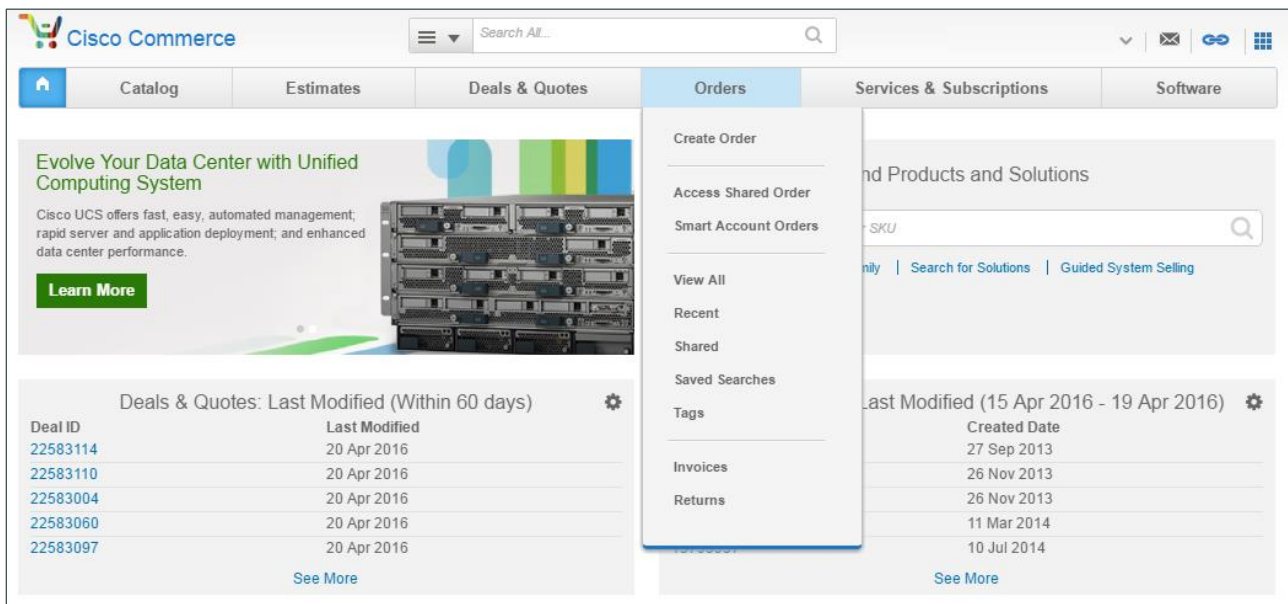 Cisco Commerce
Search All...
Catalog
Estimates
Deals & Quotes
Orders
Services & Subscriptions
Software
Create Order
Access Shared Order
Smart Account Orders
View All
Recent
Shared
Saved Searches
Tags
Invoices
Returns
Evolve Your Data Center with Unified
Computing System
Cisco UCS offers fast, easy, automated management;
rapid server and application deployment; and enhanced
data center performance.
Learn More
Products and Solutions
SKU
Search for Solutions
Guided System Selling
Deals & Quotes: Last Modified (Within 60 days)
Deal ID Last Modified
22583114 20 Apr 2016
22583110 20 Apr 2016
22583004 20 Apr 2016
22583060 20 Apr 2016
22583097 20 Apr 2016
See More
Last Modified (15 Apr 2016 - 19 Apr 2016)
Created Date
27 Sep 2013
26 Nov 2013
26 Nov 2013
11 Mar 2014
10 Jul 2014
See More